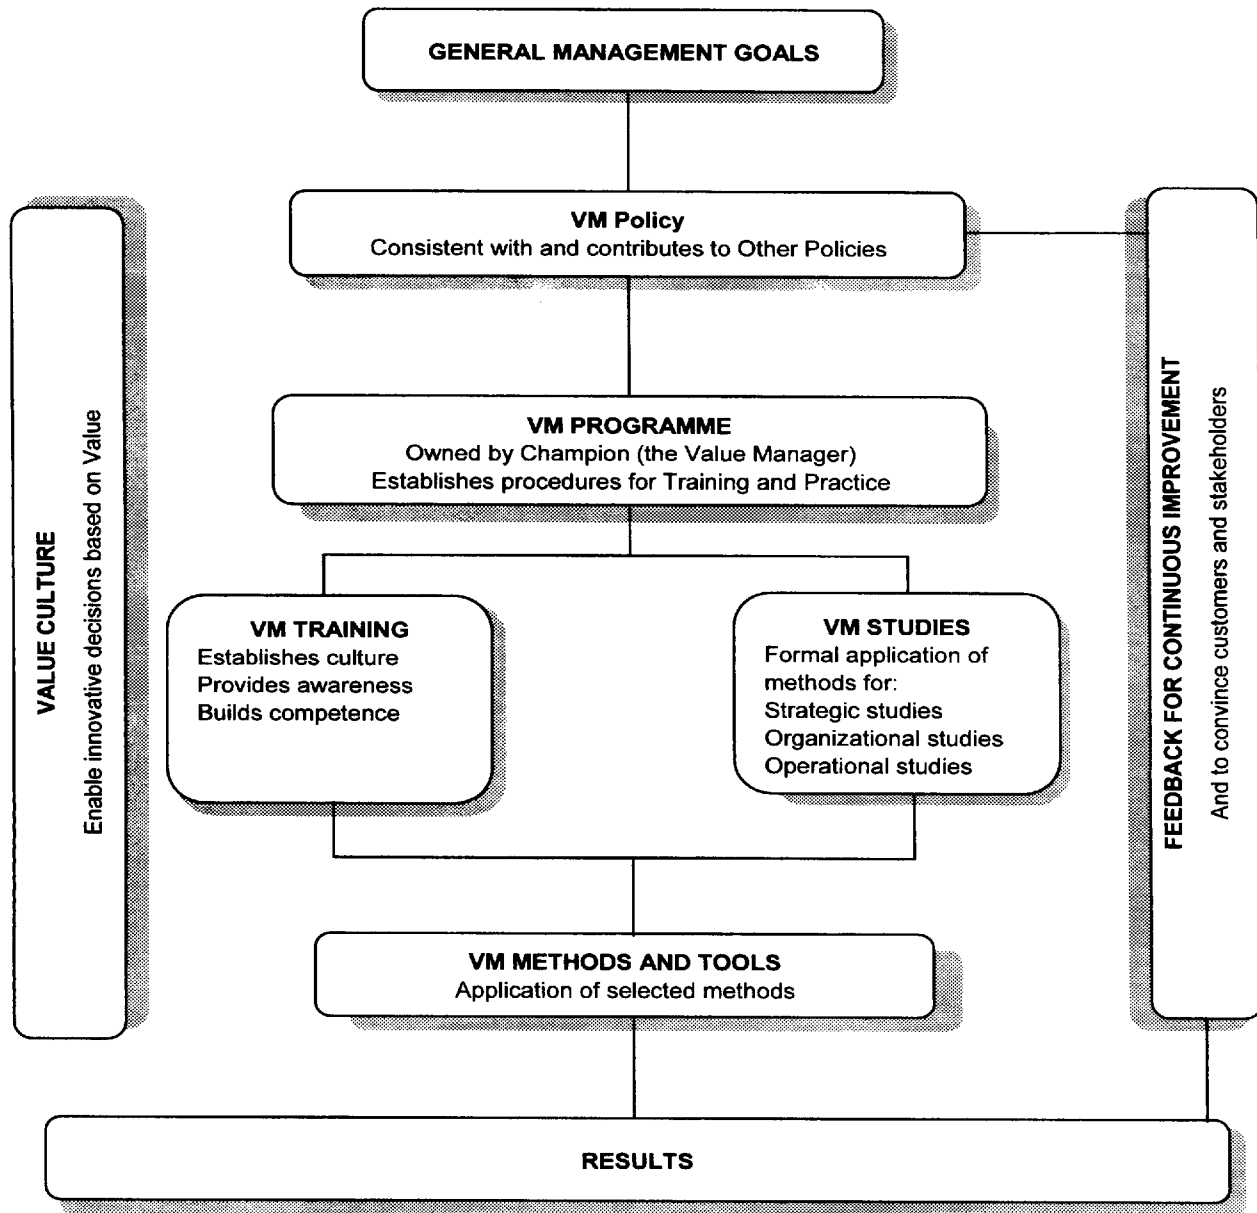 GENERAL MANAGEMENT GOALS
VM Policy
Consistent with and contributes to Other Policies
VM PROGRAMME
Owned by Champion (the Value Manager)
Establishes procedures for Training and Practice
VM TRAINING
Establishes culture
Provides awareness
Builds competence
VM STUDIES
Formal application of
methods for:
Strategic studies
Organizational studies
Operational studies
VM METHODS AND TOOLS
Application of selected methods
RESULTS
VALUE CULTURE
Enable innovative decisions based on Value
FEEDBACK FOR CONTINUOUS IMPROVEMENT
And to convince customers and stakeholders